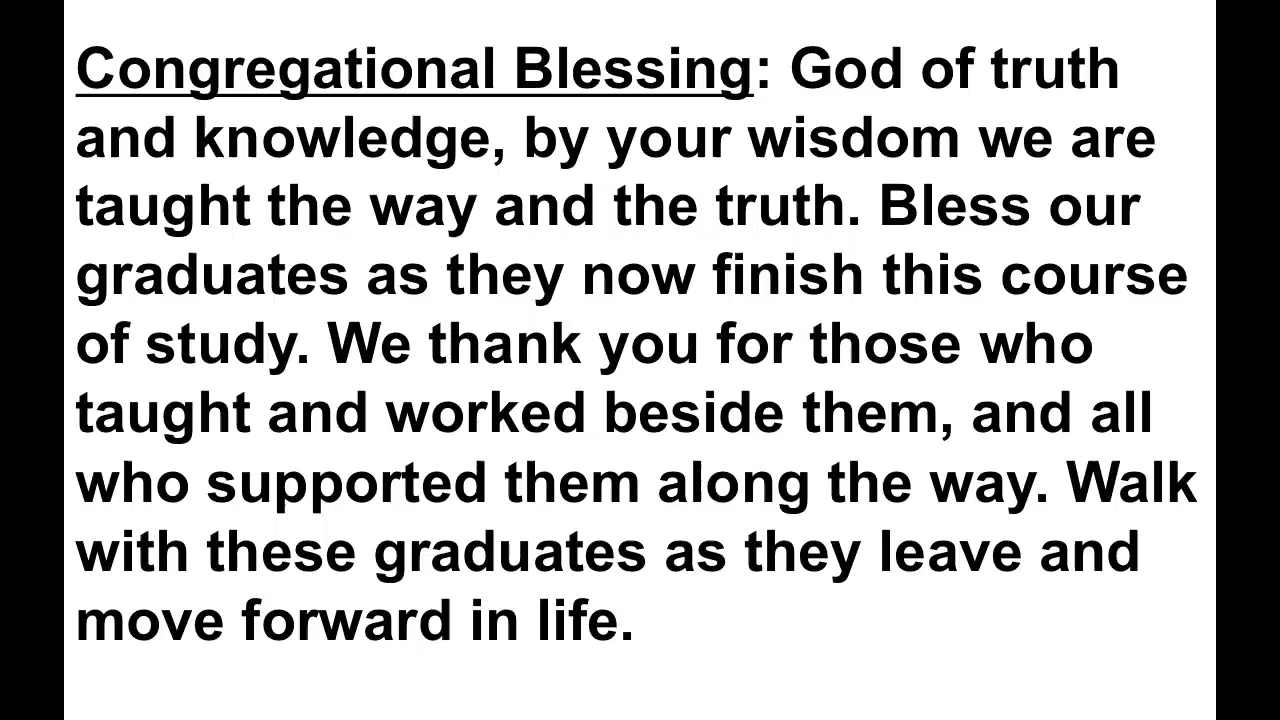 Congregational Blessing: God of truth
and knowledge, by your wisdom we are
taught the way and the truth. Bless our
graduates as they now finish this course
of study. We thank you for those who
taught and worked beside them, and all
who supported them along the way. Walk
with these graduates as they leave and
move forward in life.